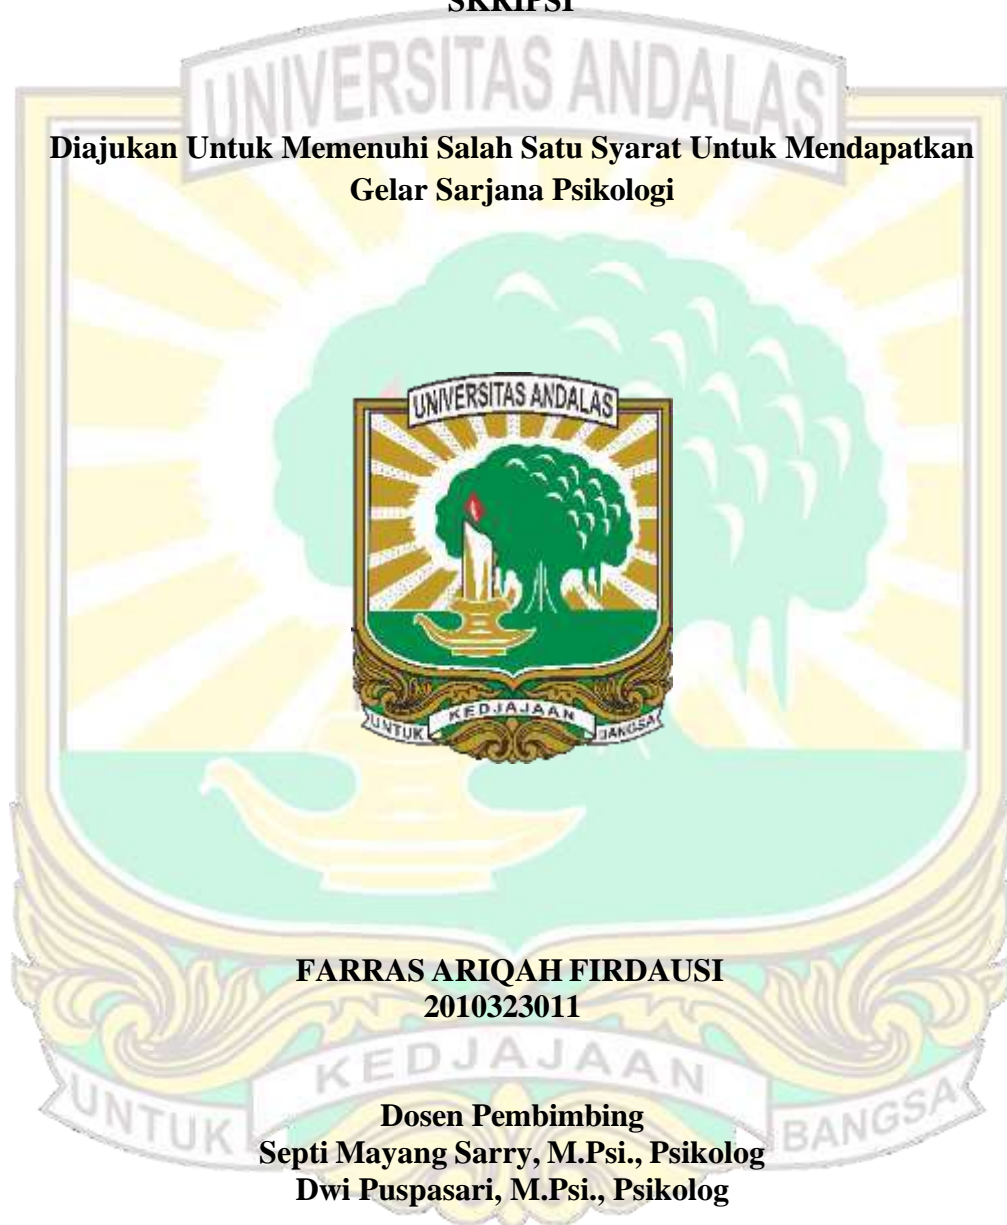 SKRIPSI
UNIVERSITAS ANDALAS
Diajukan Untuk Memenuhi Salah Satu Syarat Untuk Mendapatkan
Gelar Sarjana Psikologi
UNIVERSITAS ANDALAS
UNTUK KEDJAJAAN BANGSA
FARRAS ARIQAH FIRDAUSI
2010323011
UNTUK KEDJAJAAN BANGSA
Dosen Pembimbing
Septi Mayang Sarry, M.Psi., Psikolog
Dwi Puspasari, M.Psi., Psikolog